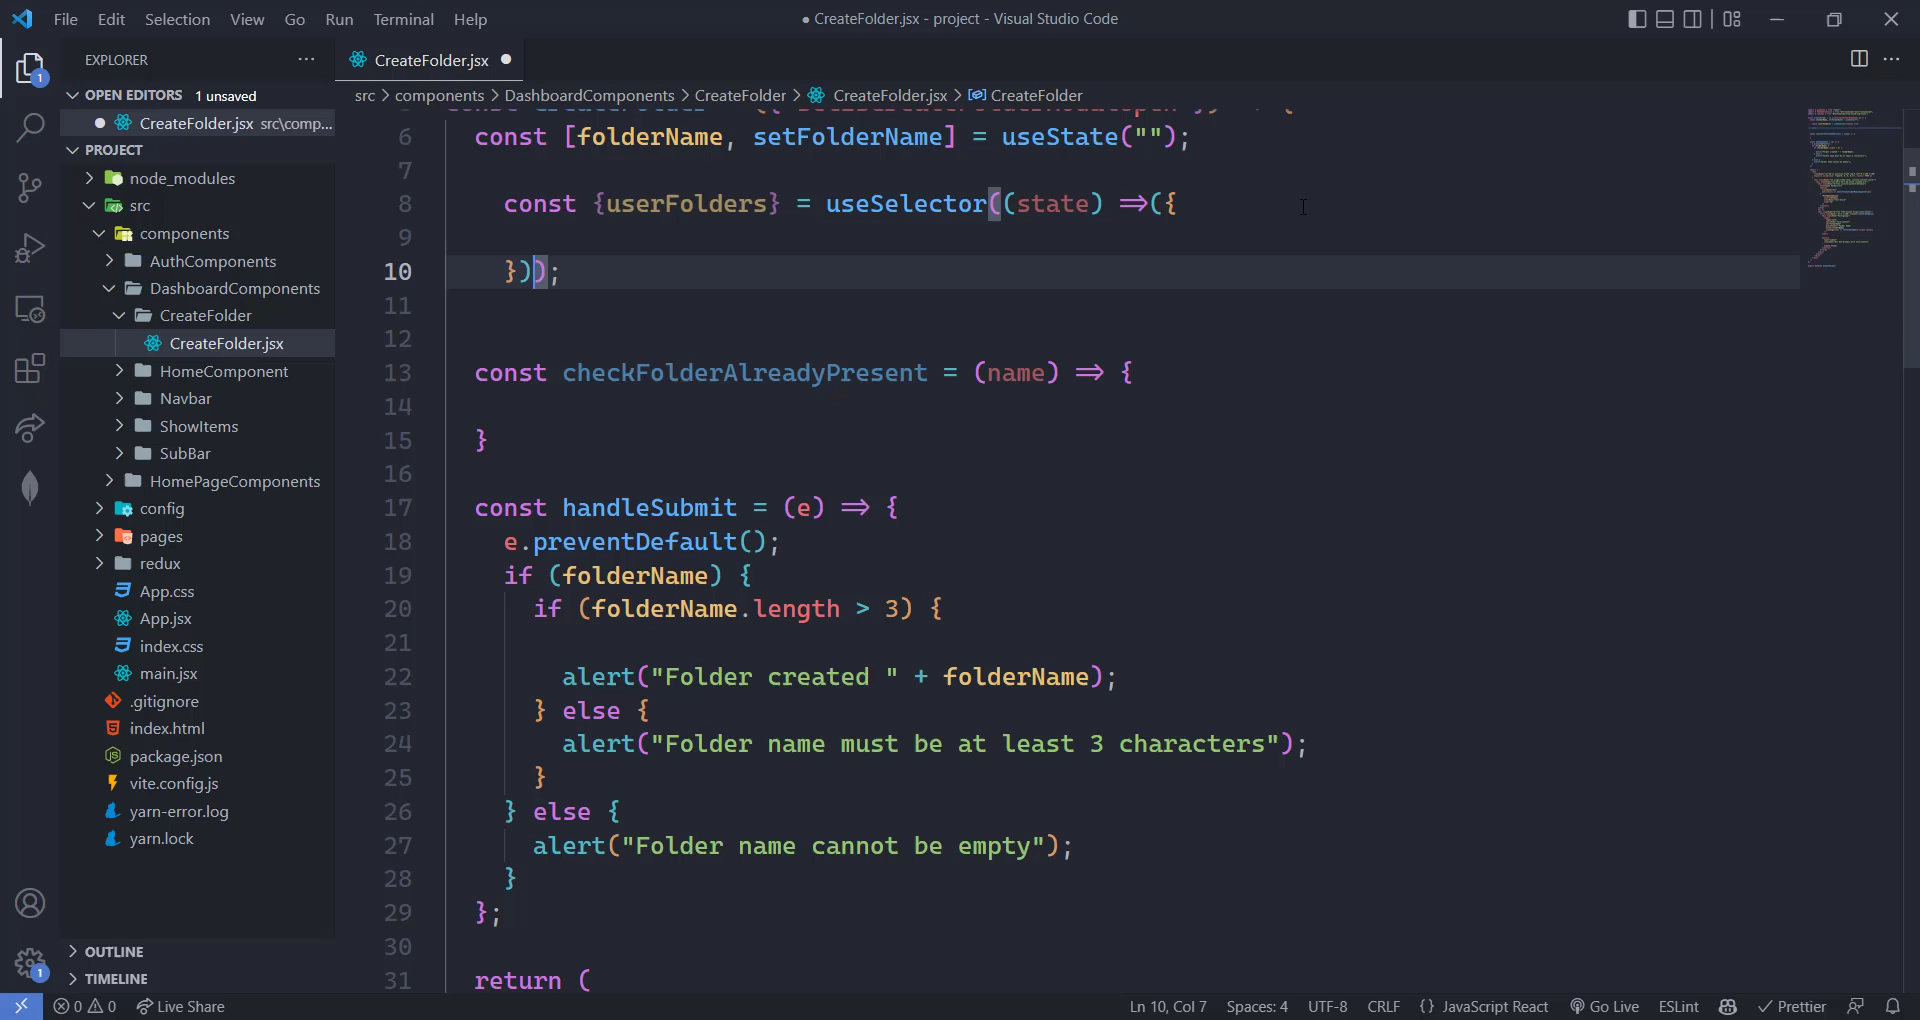 File Edit Selection View Go Run Terminal Help
● CreateFolder.jsx - project - Visual Studio Code
EXPLORER
1
OPEN EDITORS 1 unsaved
CreateFolder.jsx src\comp...
PROJECT
node_modules
src
components
AuthComponents
DashboardComponents
CreateFolder
CreateFolder.jsx
HomeComponent
Navbar
ShowItems
SubBar
HomePageComponents
config
pages
redux
App.css
App.jsx
index.css
main.jsx
.gitignore
index.html
package.json
vite.config.js
yarn-error.log
yarn.lock
OUTLINE
1
TIMELINE
CreateFolder.jsx
src > components > DashboardComponents > CreateFolder > CreateFolder.jsx > CreateFolder
6 const [folderName, setFolderName] = useState("");
7
8 const {userFolders} = useSelector((state) =>({
9
10 }));
11
12
13 const checkFolderAlreadyPresent = (name) => {
14
15 }
16
17 const handleSubmit = (e) => {
18 e.preventDefault();
19 if (folderName) {
20 if (folderName.length > 3) {
21
22 alert("Folder created " + folderName);
23 } else {
24 alert("Folder name must be at least 3 characters");
25 }
26 } else {
27 alert("Folder name cannot be empty");
28 }
29 };
30
31 return (
0 0 Live Share
Ln 10, Col 7 Spaces: 4 UTF-8 CRLF {} JavaScript React Go Live ESLint Prettier